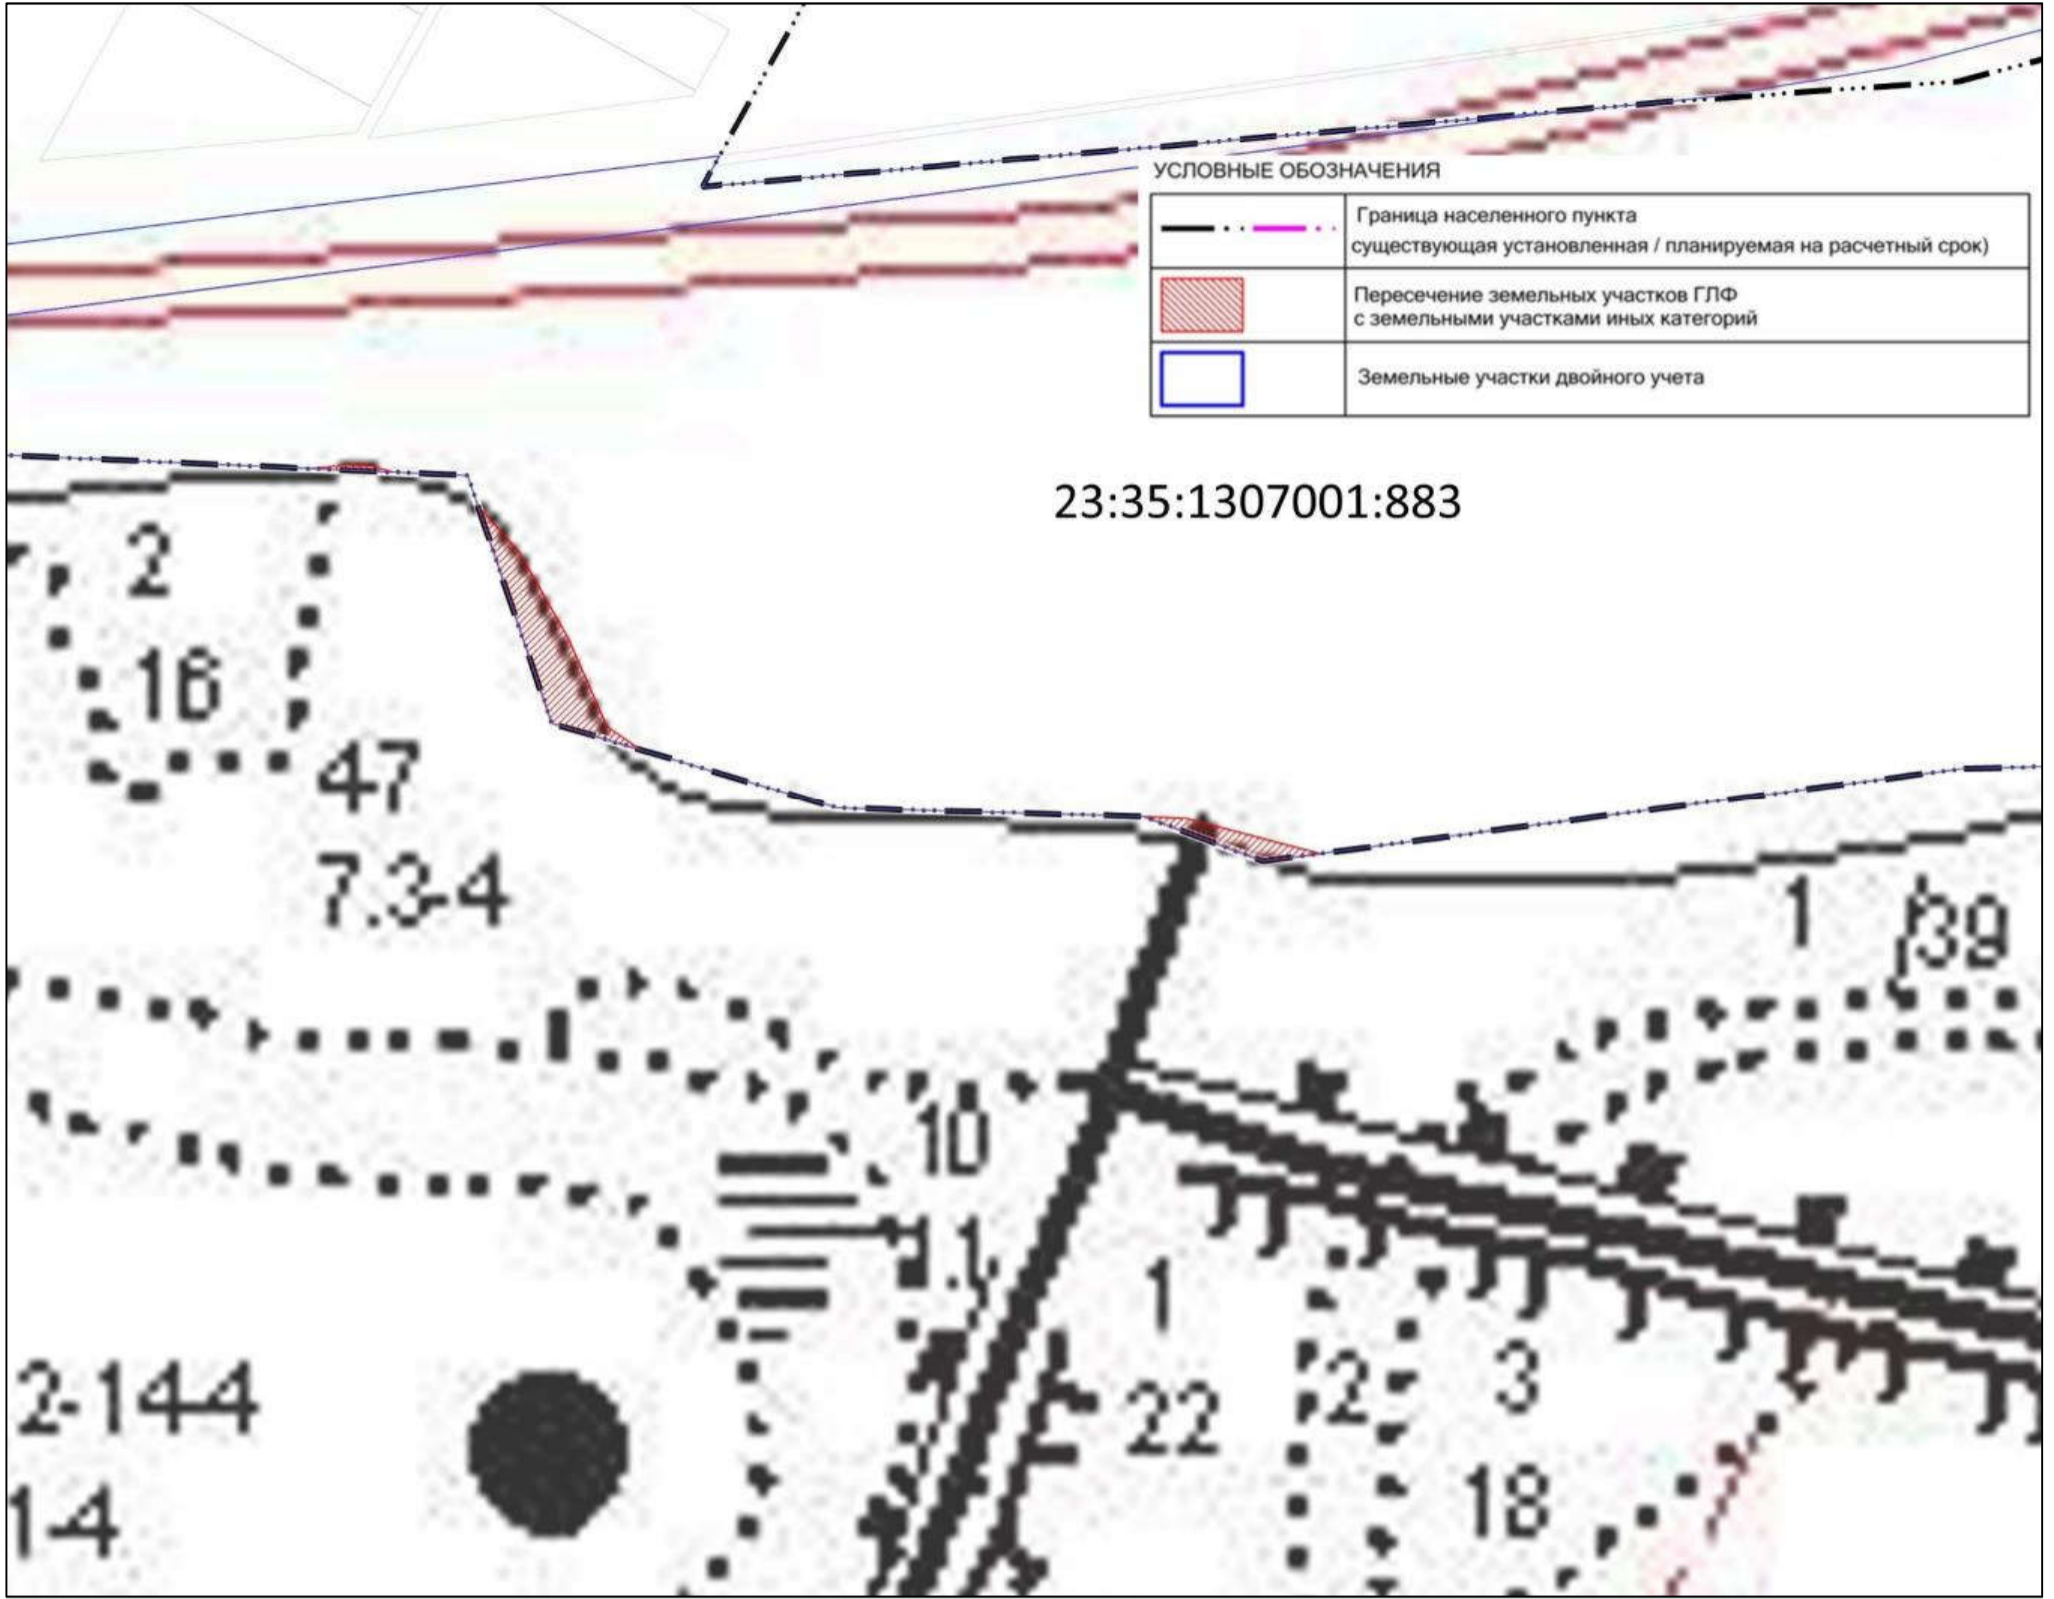 УСЛОВНЫЕ ОБОЗНАЧЕНИЯ
Граница населенного пункта
существующая установленная / планируемая на расчетный срок)
Пересечение земельных участков ГЛФ
с земельными участками иных категорий
Земельные участки двойного учета
23:35:1307001:883
2
16
47
7.3-4
1
39
10
1.1
1
22
2
3
18
2-14-4
1-4